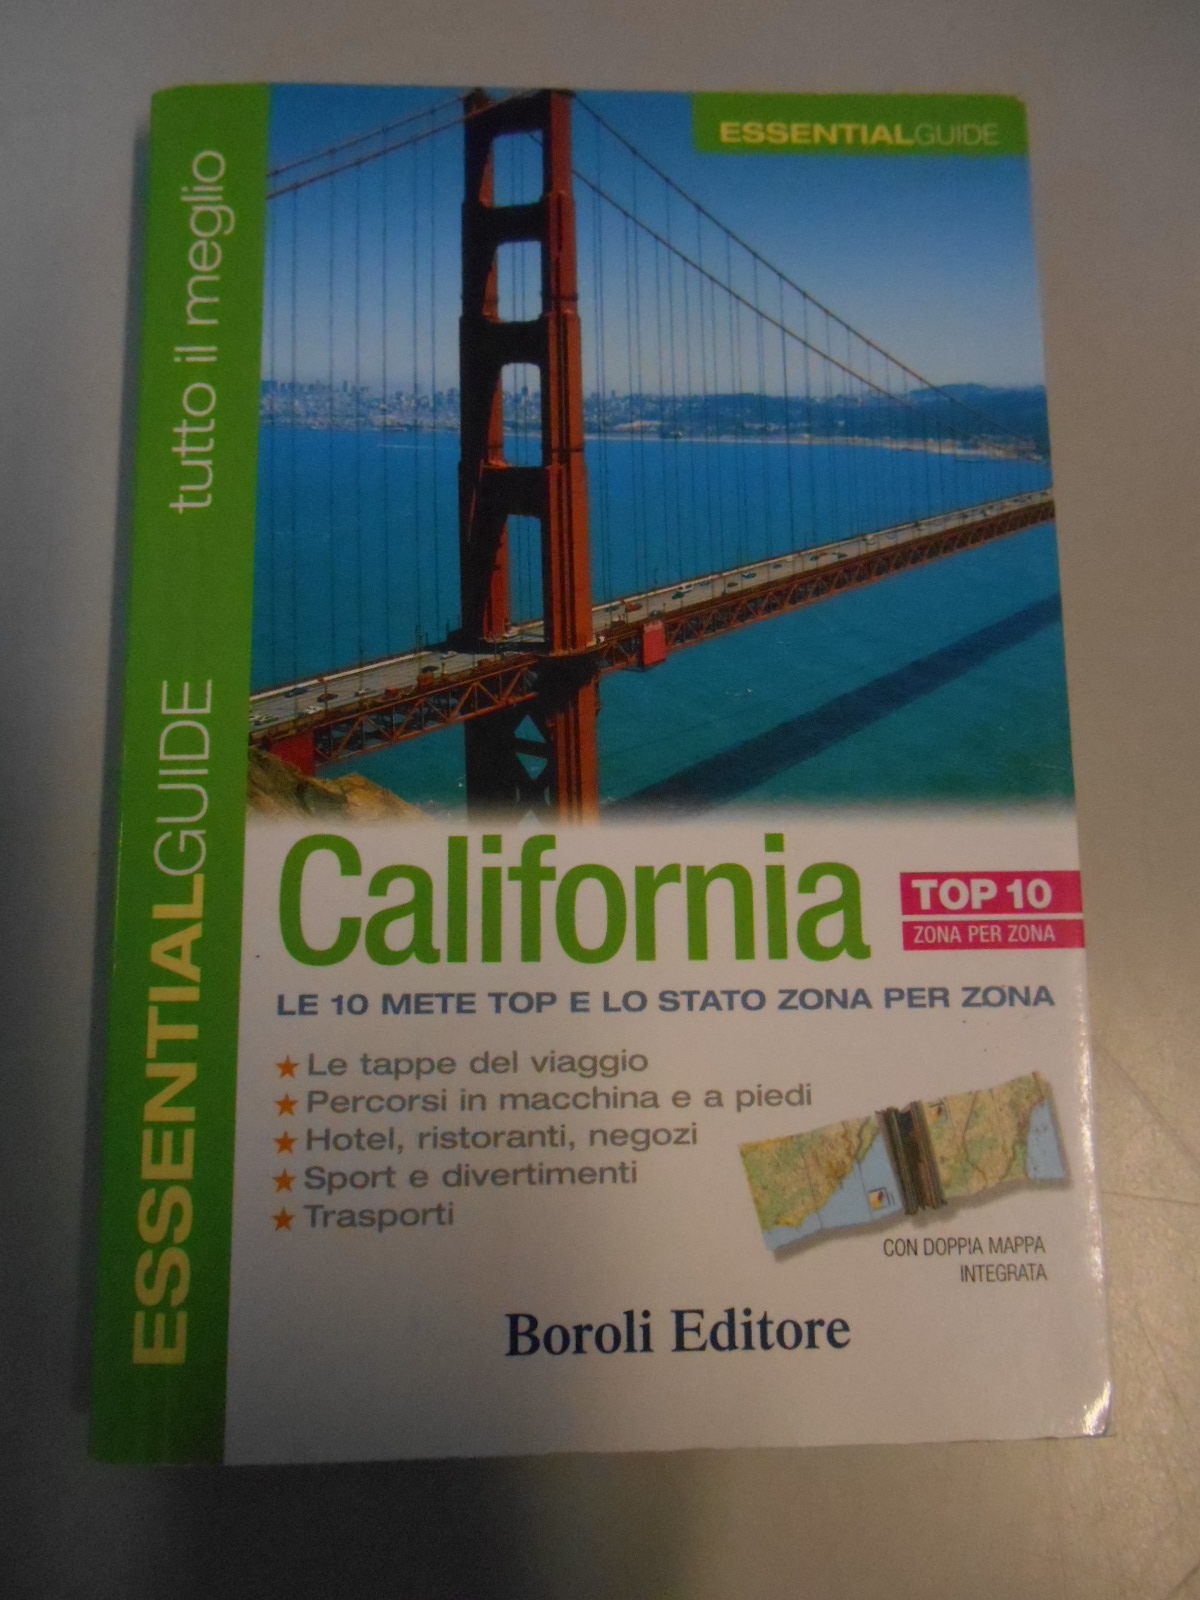 ESSENTIALGUIDE tutto il meglio
ESSENTIALGUIDE
California
TOP 10
ZONA PER ZONA
LE 10 METE TOP E LO STATO ZONA PER ZONA
★ Le tappe del viaggio
★ Percorsi in macchina e a piedi
★ Hotel, ristoranti, negozi
★ Sport e divertimenti
★ Trasporti
CON DOPPIA MAPPA
INTEGRATA
Boroli Editore